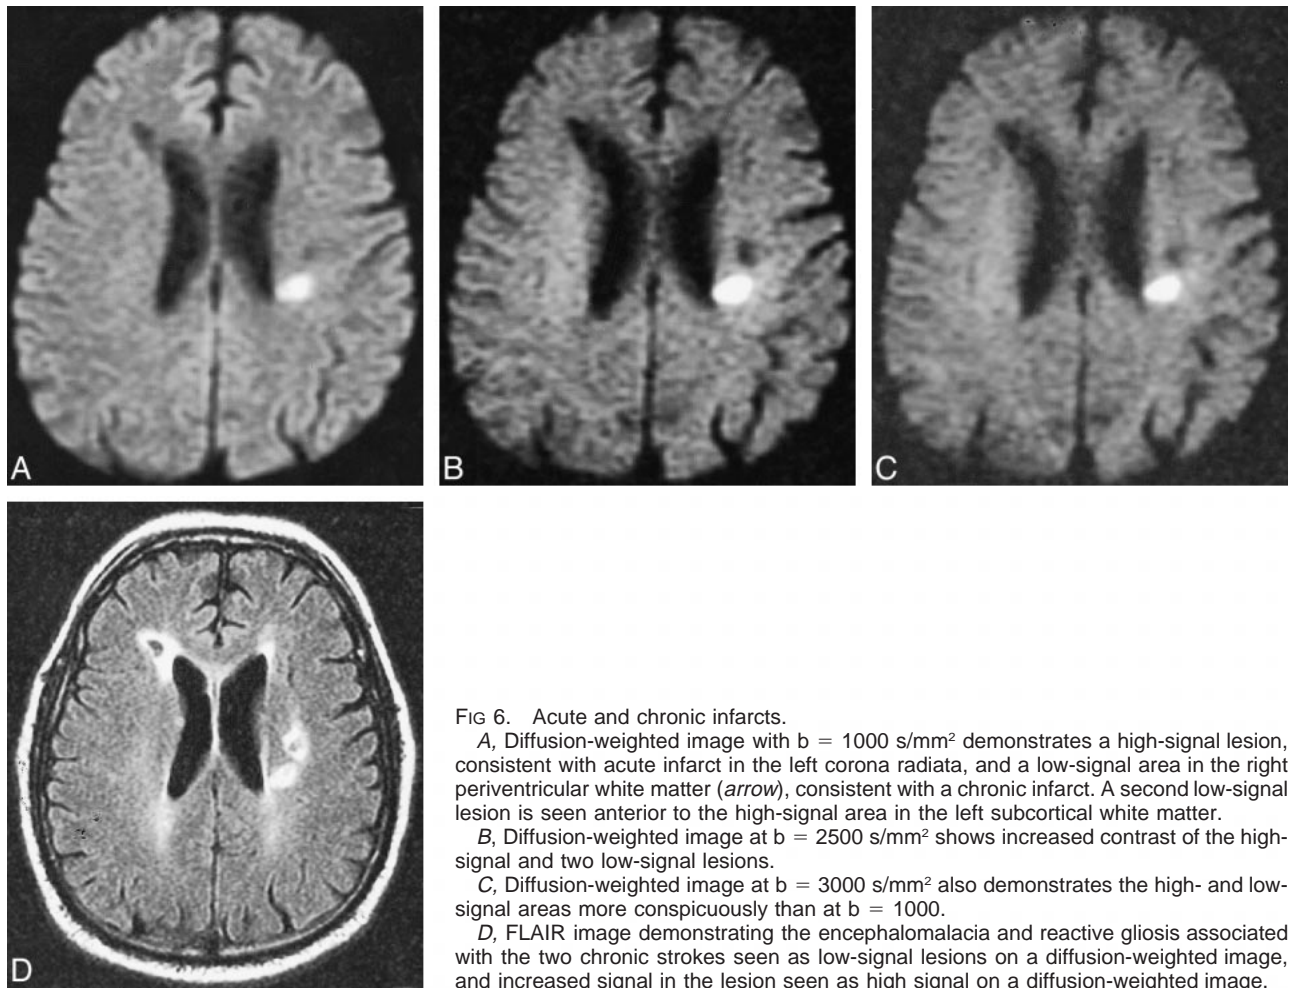 A
B
C
D
FIG 6. Acute and chronic infarcts.
A, Diffusion-weighted image with b = 1000 s/mm² demonstrates a high-signal lesion,
consistent with acute infarct in the left corona radiata, and a low-signal area in the right
periventricular white matter (arrow), consistent with a chronic infarct. A second low-signal
lesion is seen anterior to the high-signal area in the left subcortical white matter.
B, Diffusion-weighted image at b = 2500 s/mm² shows increased contrast of the high-
signal and two low-signal lesions.
C, Diffusion-weighted image at b = 3000 s/mm² also demonstrates the high- and low-
signal areas more conspicuously than at b = 1000.
D, FLAIR image demonstrating the encephalomalacia and reactive gliosis associated
with the two chronic strokes seen as low-signal lesions on a diffusion-weighted image,
and increased signal in the lesion seen as high signal on a diffusion-weighted image.